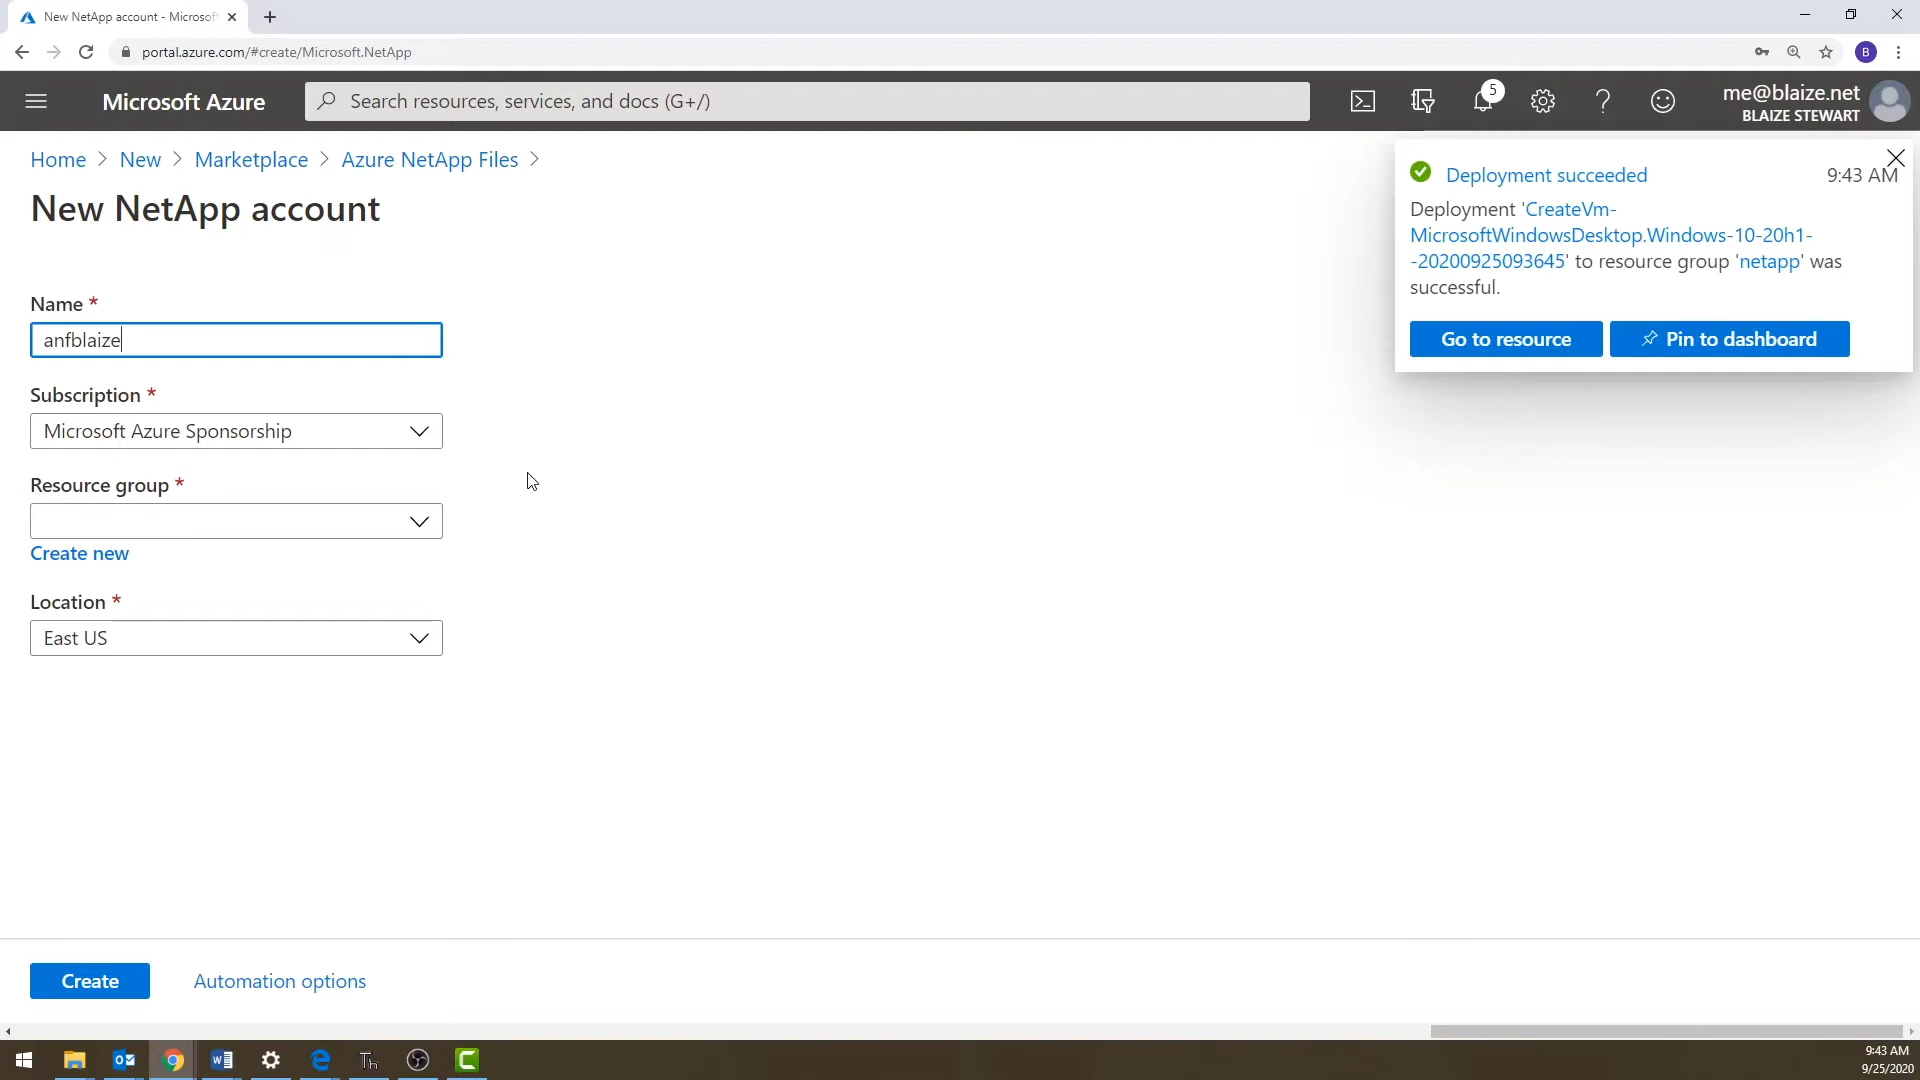 New NetApp account - Microsoft
portal.azure.com/#create/Microsoft.NetApp
B
Microsoft Azure
Search resources, services, and docs (G+/)
5
me@blaize.net
BLAIZE STEWART
Home > New > Marketplace > Azure NetApp Files >
New NetApp account
Deployment succeeded
9:43 AM
Deployment 'CreateVm-
MicrosoftWindowsDesktop.Windows-10-20h1-
-20200925093645' to resource group 'netapp' was
successful.
Go to resource
Pin to dashboard
Name *
anfblaize
Subscription *
Microsoft Azure Sponsorship
Resource group *
Create new
Location *
East US
Create
Automation options
9:43 AM
9/25/2020